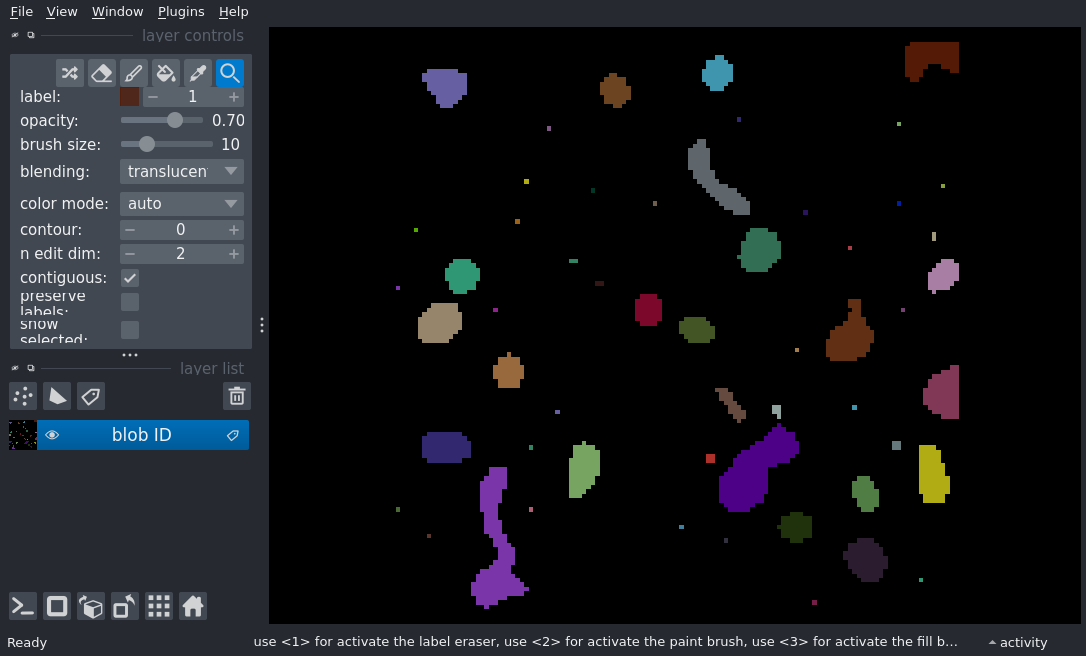 File View Window Plugins Help
layer controls
label: 1
opacity: 0.70
brush size: 10
blending: translucen
color mode: auto
contour: 0
n edit dim: 2
contiguous:
preserve
labels:
show
selected:
layer list
blob ID
Ready use <1> for activate the label eraser, use <2> for activate the paint brush, use <3> for activate the fill b... activity